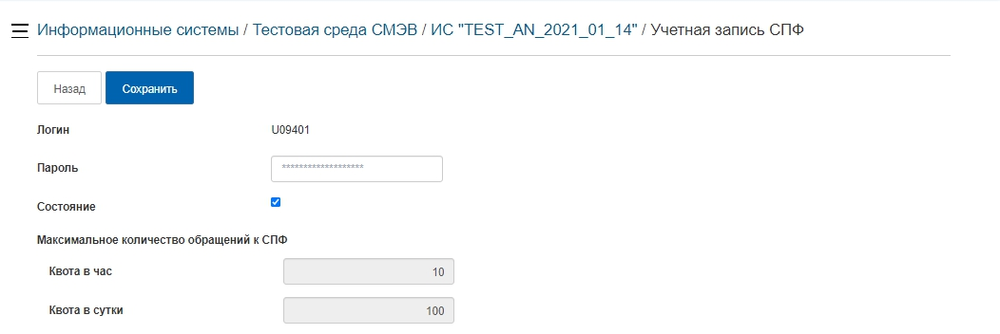 Информационные системы / Тестовая среда СМЭВ / ИС "TEST_AN_2021_01_14" / Учетная запись СПФ
Назад Сохранить
Логин U09401
Пароль *******************
Состояние
Максимальное количество обращений к СПФ
Квота в час 10
Квота в сутки 100